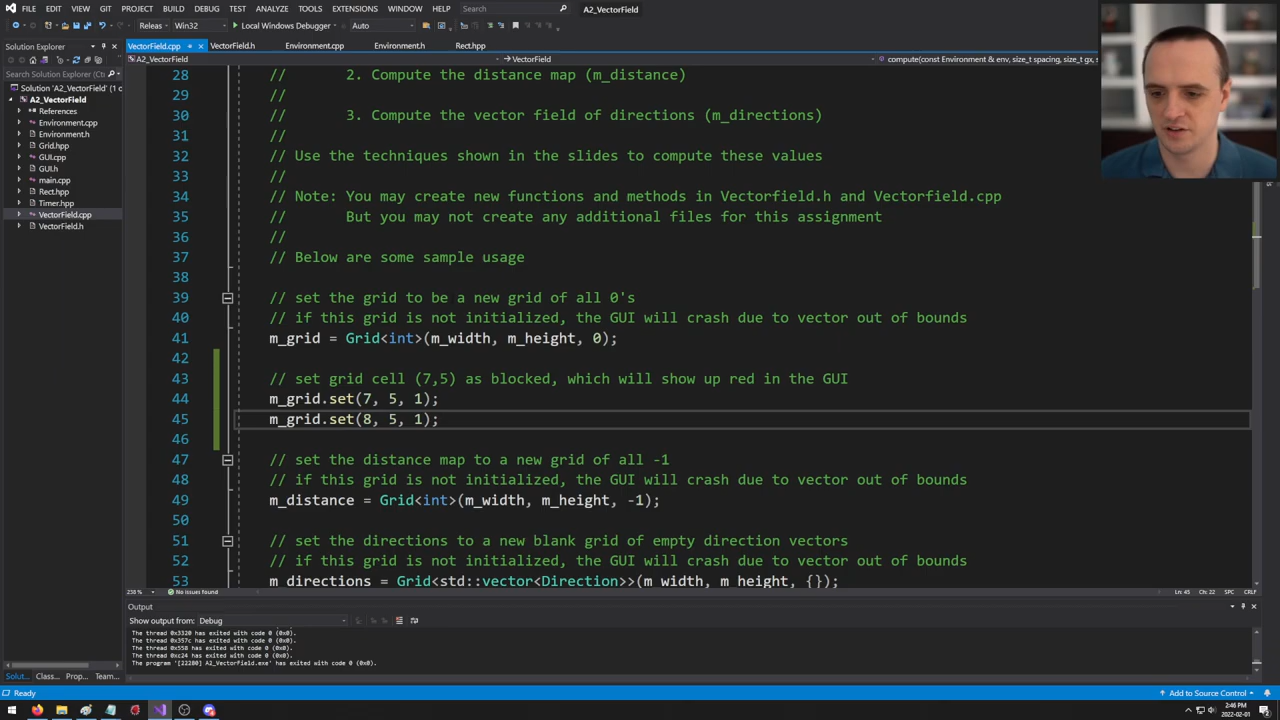 FILE EDIT VIEW GIT PROJECT BUILD DEBUG TEST ANALYZE TOOLS EXTENSIONS WINDOW HELP Search A2_VectorField
Releas Win32 Local Windows Debugger Auto
Solution Explorer
Search Solution Explorer (Ct
Solution 'A2_VectorField' (1 c
A2_VectorField
References
Environment.cpp
Environment.h
Grid.hpp
GUI.cpp
GUI.h
main.cpp
Rect.hpp
Timer.hpp
VectorField.cpp
VectorField.h
Solut... Class... Prop... Team...
VectorField.cpp VectorField.h Environment.cpp Environment.h Rect.hpp
A2_VectorField VectorField compute(const Environment & env, size_t spacing, size_t gx, s
28 // 2. Compute the distance map (m_distance)
29 //
30 // 3. Compute the vector field of directions (m_directions)
31 //
32 // Use the techniques shown in the slides to compute these values
33 //
34 // Note: You may create new functions and methods in Vectorfield.h and Vectorfield.cpp
35 // But you may not create any additional files for this assignment
36 //
37 // Below are some sample usage
38
39 // set the grid to be a new grid of all 0's
40 // if this grid is not initialized, the GUI will crash due to vector out of bounds
41 m_grid = Grid<int>(m_width, m_height, 0);
42
43 // set grid cell (7,5) as blocked, which will show up red in the GUI
44 m_grid.set(7, 5, 1);
45 m_grid.set(8, 5, 1);
46
47 // set the distance map to a new grid of all -1
48 // if this grid is not initialized, the GUI will crash due to vector out of bounds
49 m_distance = Grid<int>(m_width, m_height, -1);
50
51 // set the directions to a new blank grid of empty direction vectors
52 // if this grid is not initialized, the GUI will crash due to vector out of bounds
53 m_directions = Grid<std::vector<Direction>>(m_width, m_height, {});
238 % No issues found Ln: 45 Ch: 22 SPC CRLF
Output
Show output from: Debug
The thread 0x3320 has exited with code 0 (0x0).
The thread 0x357c has exited with code 0 (0x0).
The thread 0x558 has exited with code 0 (0x0).
The thread 0xc24 has exited with code 0 (0x0).
The program '[22280] A2_VectorField.exe' has exited with code 0 (0x0).
Ready Add to Source Control
2:46 PM
2022-02-01